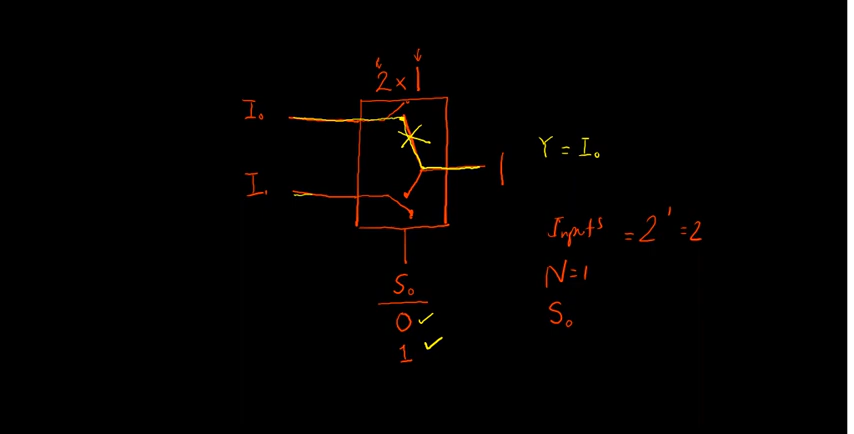 2 x 1
I₀
I₁
1
Y = I₀
Inputs = 2¹ = 2
N = 1
S₀
S₀
0 ✓
1 ✓